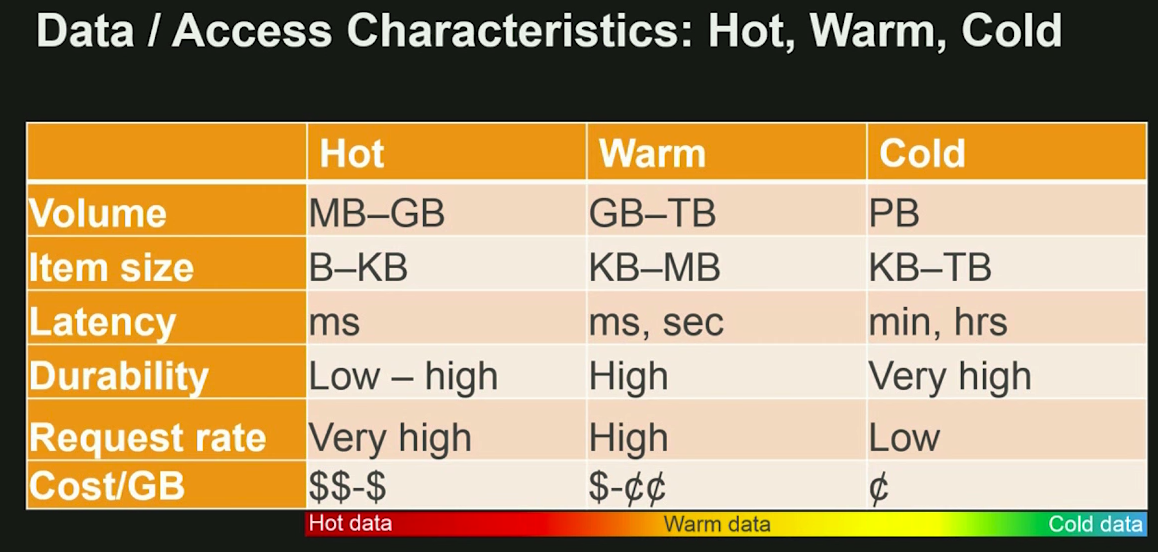 Data / Access Characteristics: Hot, Warm, Cold
Hot Warm Cold
Volume MB–GB GB–TB PB
Item size B–KB KB–MB KB–TB
Latency ms ms, sec min, hrs
Durability Low – high High Very high
Request rate Very high High Low
Cost/GB $$-$ $-¢¢ ¢
Hot data Warm data Cold data